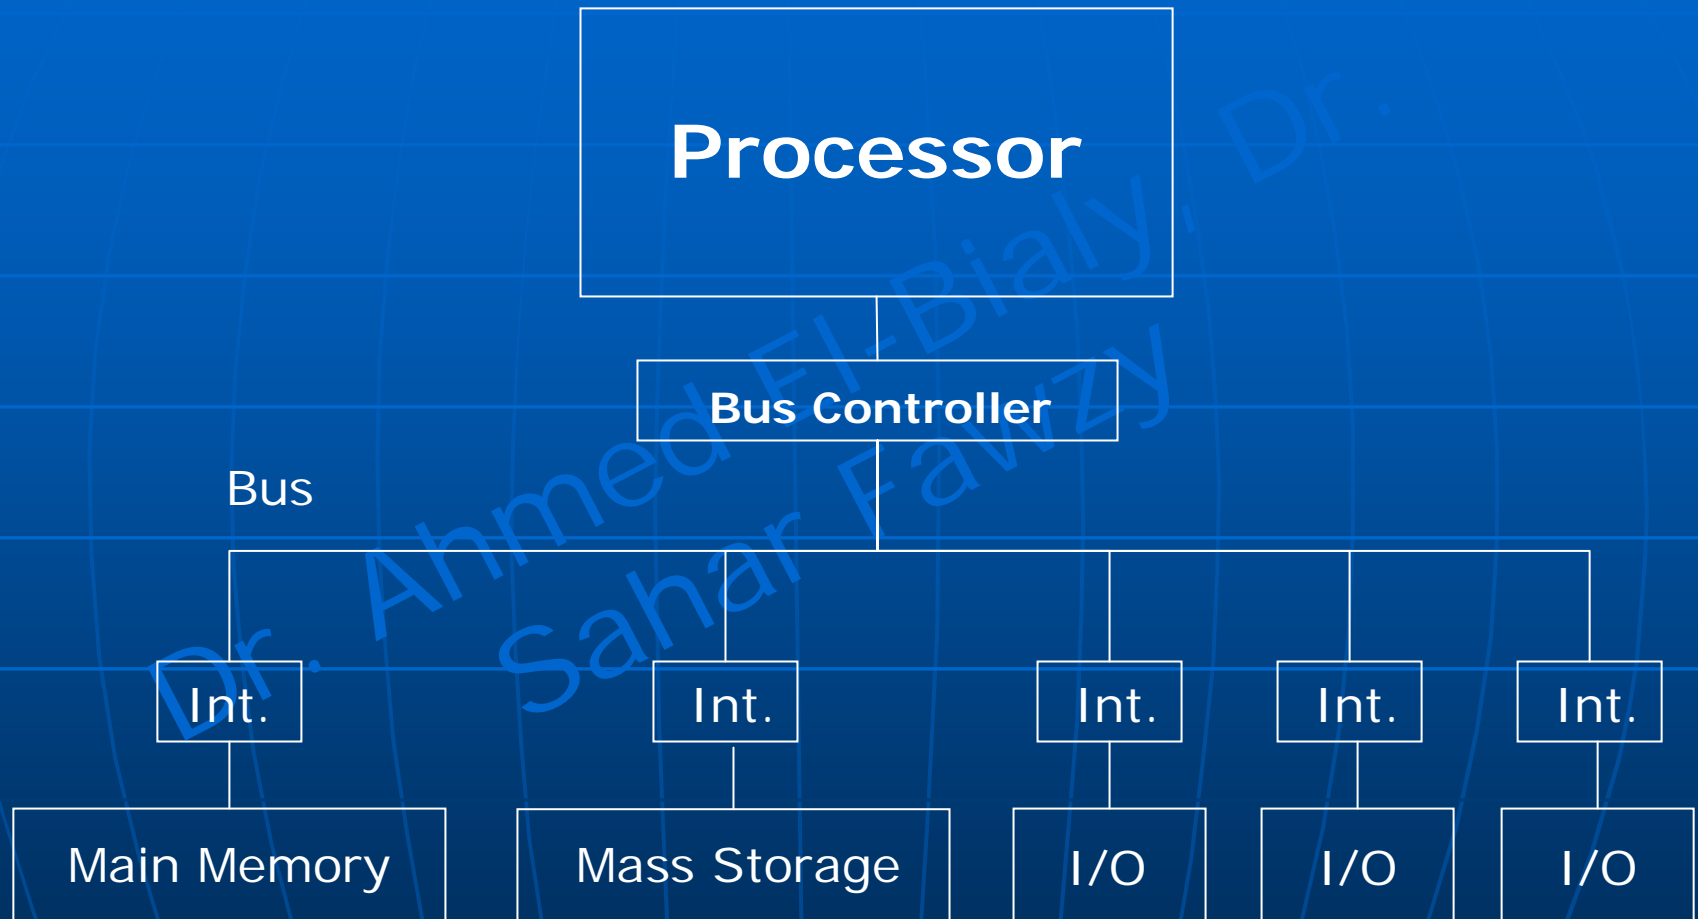 Processor
Bus Controller
Bus
Int. Int. Int. Int. Int.
Main Memory Mass Storage I/O I/O I/O
Dr. Ahmed El-Bialy, Dr.
Sahar Fawzy